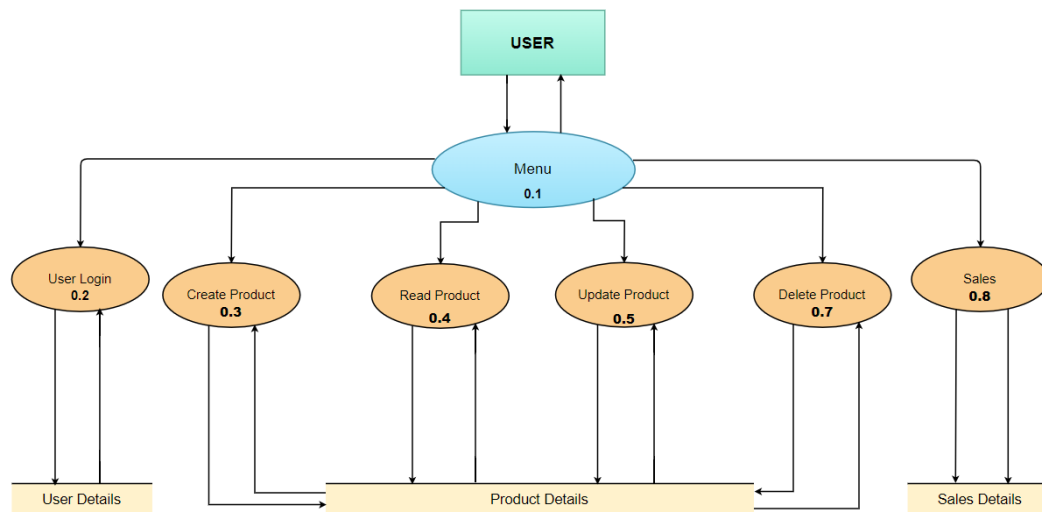 USER
Menu
0.1
User Login
0.2
Create Product
0.3
Read Product
0.4
Update Product
0.5
Delete Product
0.7
Sales
0.8
User Details
Product Details
Sales Details